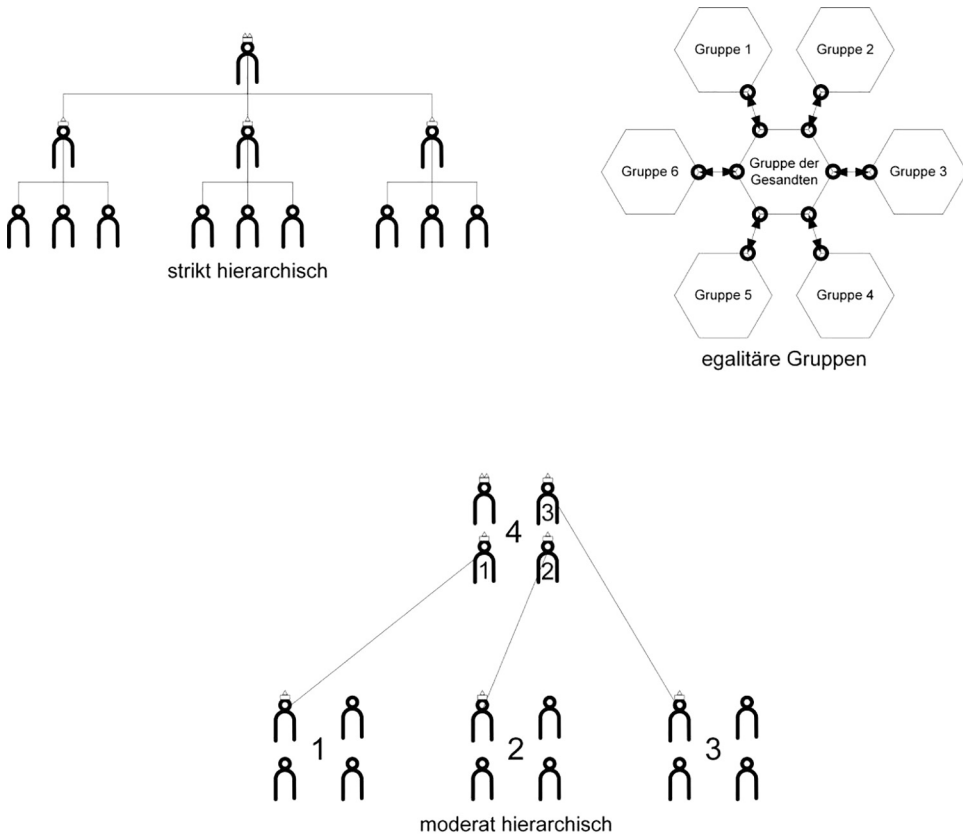 strikt hierarchisch
Gruppe 1
Gruppe 2
Gruppe 6
Gruppe der
Gesandten
Gruppe 3
Gruppe 5
Gruppe 4
egalitäre Gruppen
4
3
1
2
1
2
3
moderat hierarchisch